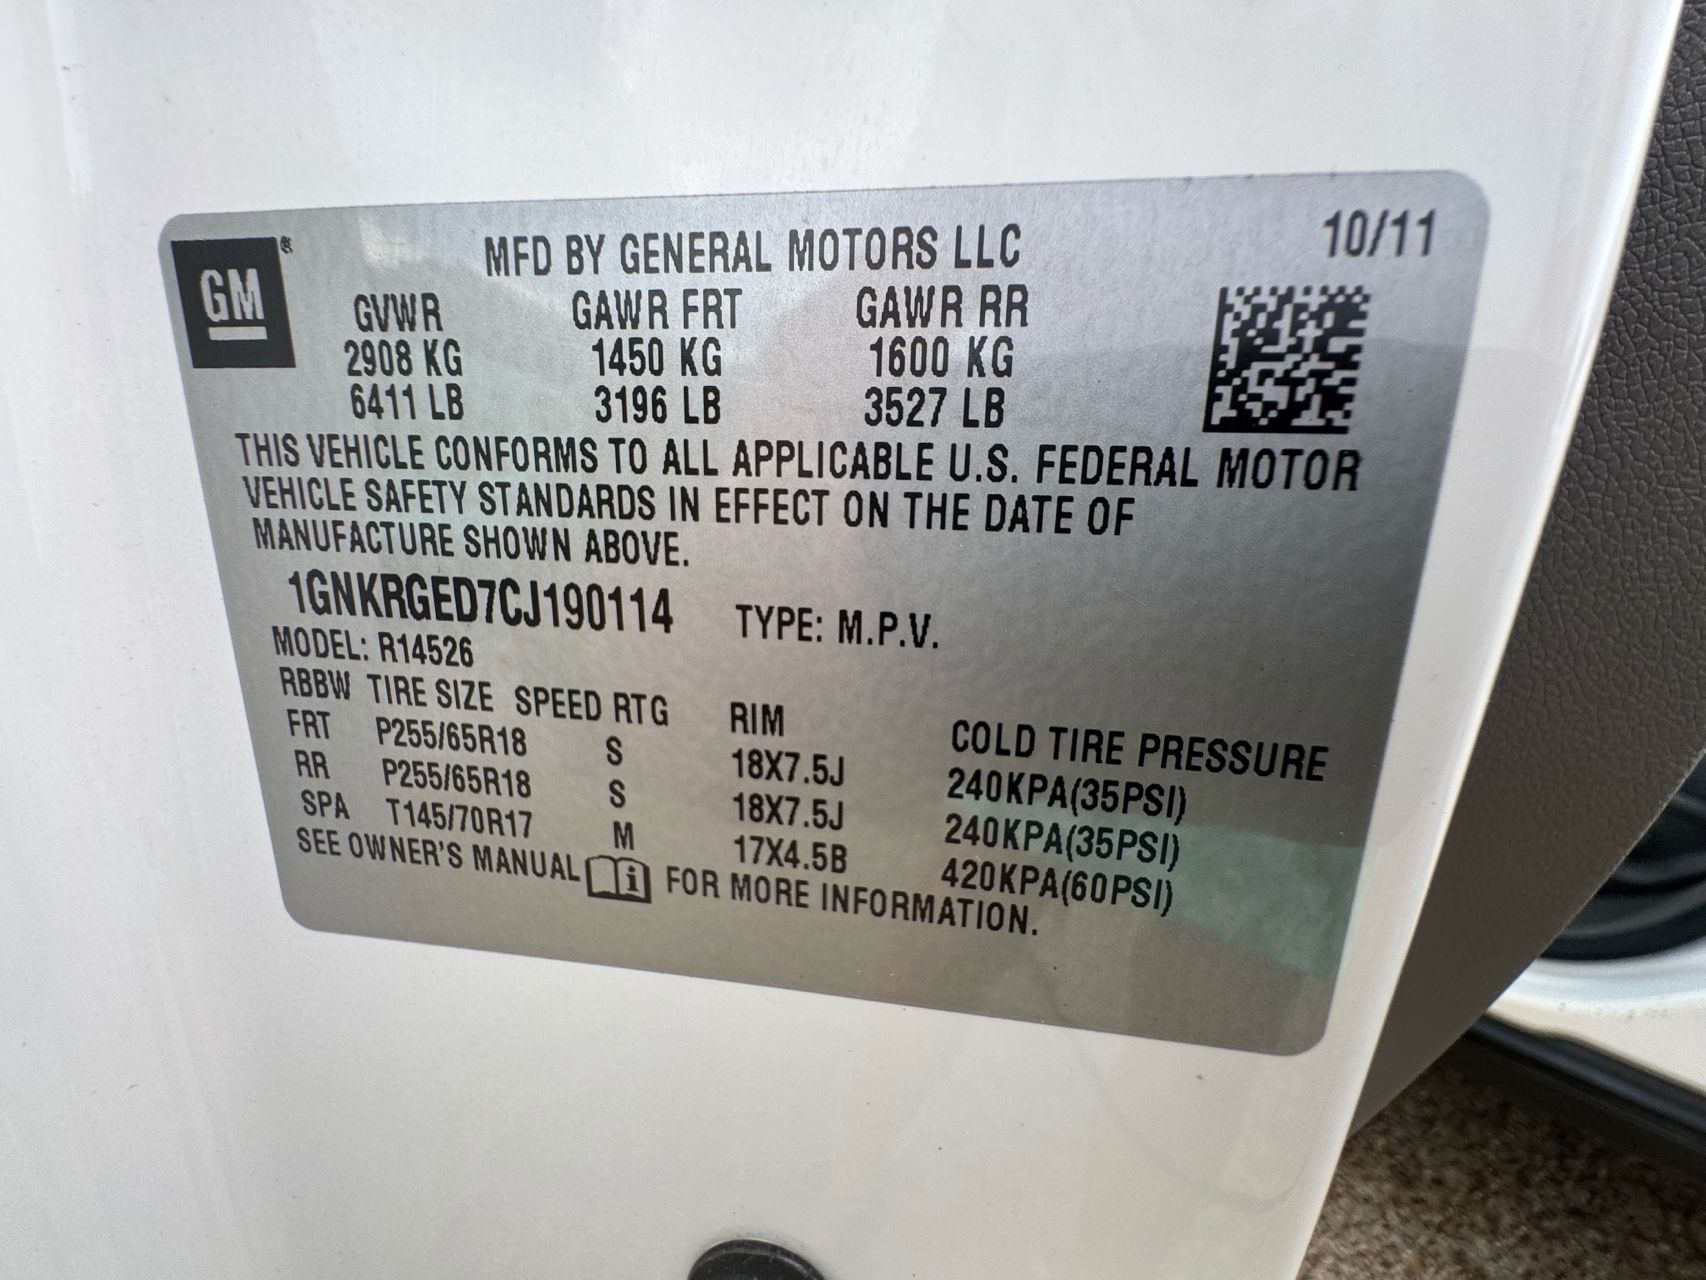 GM®
MFD BY GENERAL MOTORS LLC 10/11
GVWR GAWR FRT GAWR RR
2908 KG 1450 KG 1600 KG
6411 LB 3196 LB 3527 LB
THIS VEHICLE CONFORMS TO ALL APPLICABLE U.S. FEDERAL MOTOR
VEHICLE SAFETY STANDARDS IN EFFECT ON THE DATE OF
MANUFACTURE SHOWN ABOVE.
1GNKRGED7CJ190114 TYPE: M.P.V.
MODEL: R14526
RBBW TIRE SIZE SPEED RTG RIM COLD TIRE PRESSURE
FRT P255/65R18 S 18X7.5J 240KPA(35PSI)
RR P255/65R18 S 18X7.5J 240KPA(35PSI)
SPA T145/70R17 M 17X4.5B 420KPA(60PSI)
SEE OWNER'S MANUAL i FOR MORE INFORMATION.